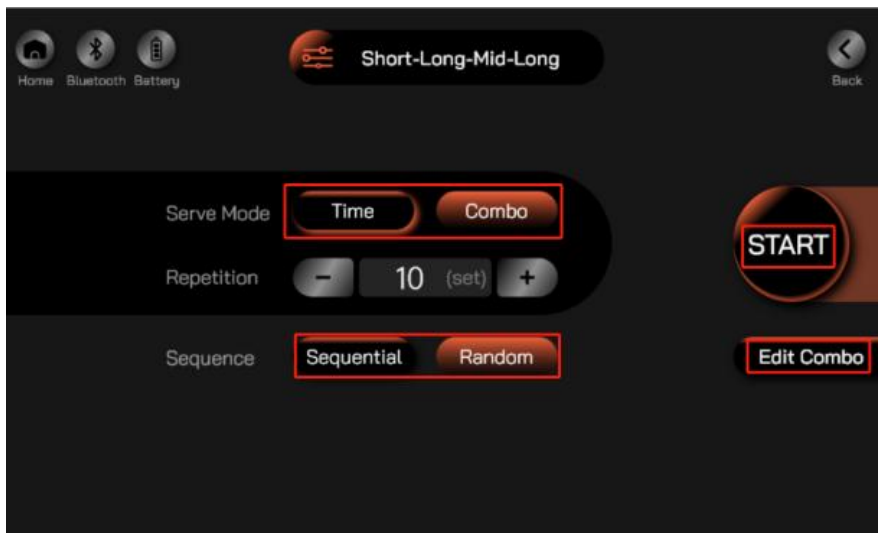 Short-Long-Mid-Long
Home Bluetooth Battery
Back
Serve Mode Time Combo
START
Repetition - 10 (set) +
Sequence Sequential Random
Edit Combo